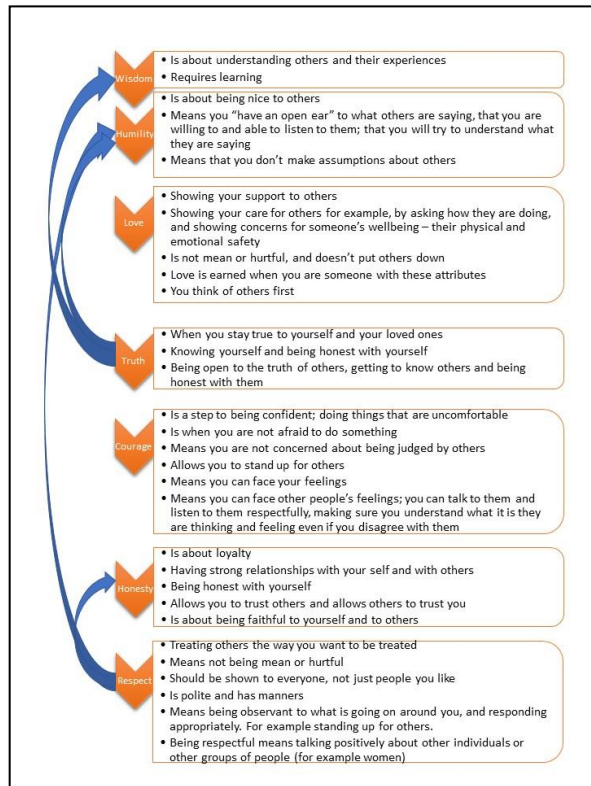 Wisdom
• Is about understanding others and their experiences
• Requires learning
Humility
• Is about being nice to others
• Means you “have an open ear” to what others are saying, that you are
willing to and able to listen to them; that you will try to understand what
they are saying
• Means that you don’t make assumptions about others
Love
• Showing your support to others
• Showing your care for others for example, by asking how they are doing,
and showing concerns for someone’s wellbeing – their physical and
emotional safety
• Is not mean or hurtful, and doesn’t put others down
• Love is earned when you are someone with these attributes
• You think of others first
Truth
• When you stay true to yourself and your loved ones
• Knowing yourself and being honest with yourself
• Being open to the truth of others, getting to know others and being
honest with them
Courage
• Is a step to being confident; doing things that are uncomfortable
• Is when you are not afraid to do something
• Means you are not concerned about being judged by others
• Allows you to stand up for others
• Means you can face your feelings
• Means you can face other people’s feelings; you can talk to them and
listen to them respectfully, making sure you understand what it is they
are thinking and feeling even if you disagree with them
Honesty
• Is about loyalty
• Having strong relationships with your self and with others
• Being honest with yourself
• Allows you to trust others and allows others to trust you
• Is about being faithful to yourself and to others
Respect
• Treating others the way you want to be treated
• Means not being mean or hurtful
• Should be shown to everyone, not just people you like
• Is polite and has manners
• Means being observant to what is going on around you, and responding
appropriately. For example standing up for others.
• Being respectful means talking positively about other individuals or
other groups of people (for example women)